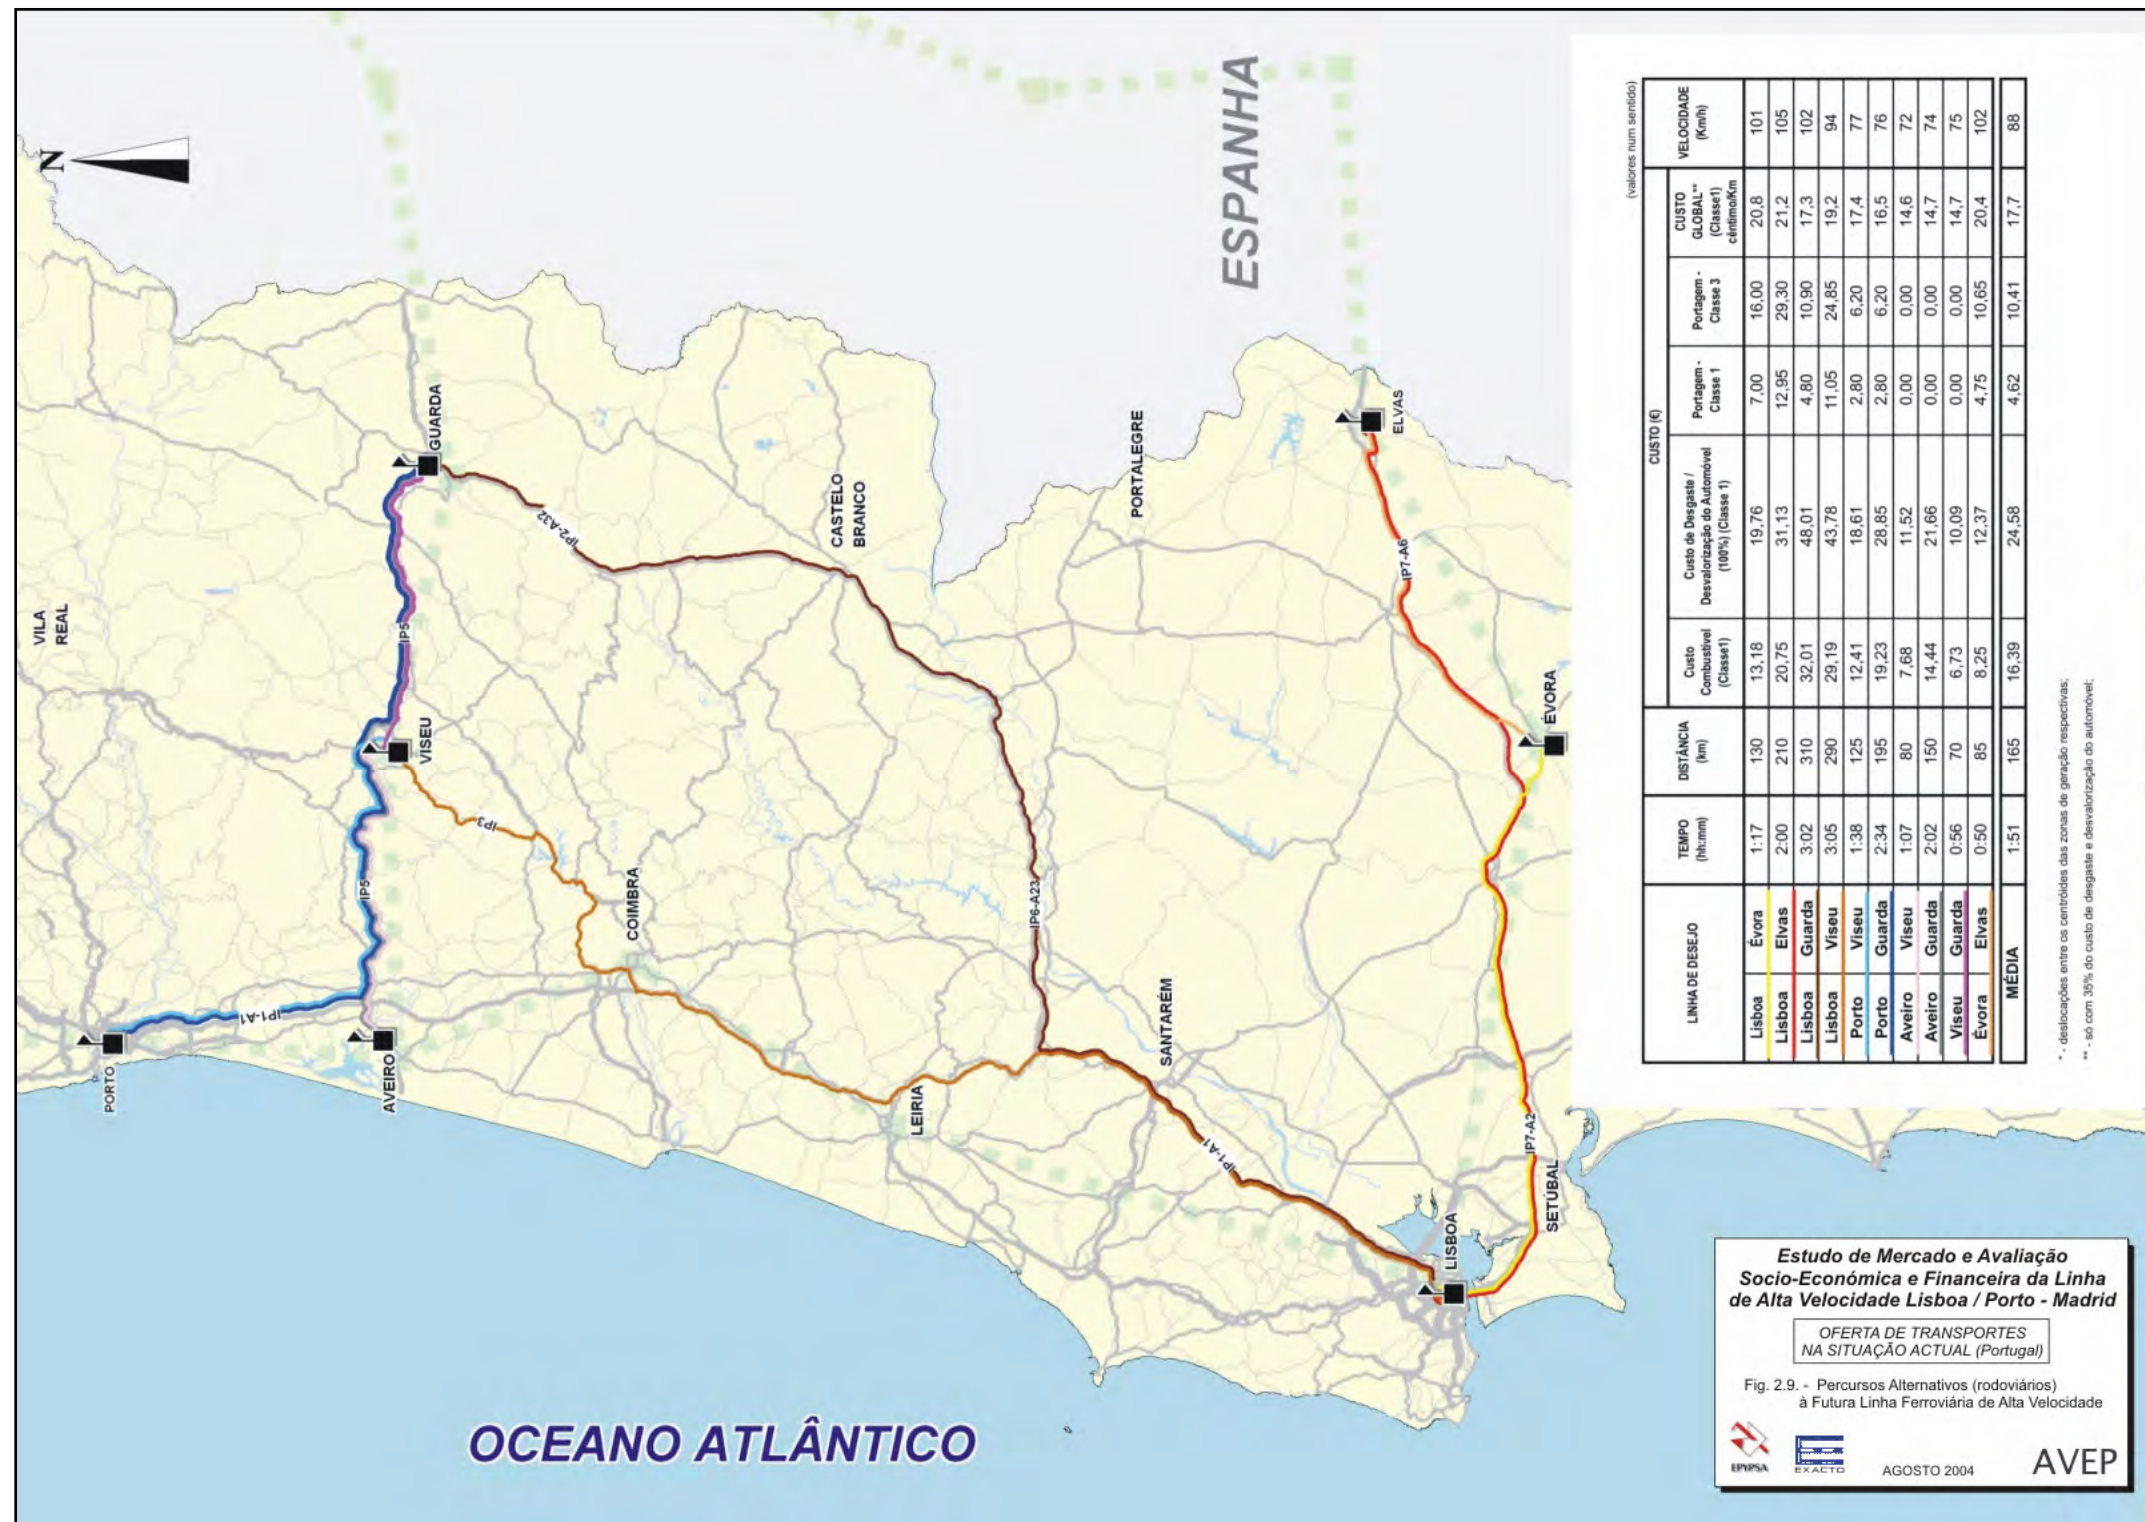 N
ESPANHA
VILA
REAL
GUARDA
VISEU
PORTO
AVEIRO
COIMBRA
LEIRIA
CASTELO
BRANCO
PORTALEGRE
SANTARÉM
LISBOA
SETÚBAL
ÉVORA
ELVAS
IP1-A1
IP5
IP5
IP3
IP2-A32
IP6-A23
IP1-A1
IP7-A2
IP7-A6
OCEANO ATLÂNTICO
(valores num sentido)
LINHA DE DESEJO
TEMPO
(hh:mm)
DISTÂNCIA
(km)
CUSTO (€)
Custo
Combustível
(Classe1)
Custo de Desgaste /
Desvalorização do Automóvel
(100%) (Classe 1)
Portagem -
Classe 1
Portagem -
Classe 3
CUSTO
GLOBAL**
(Classe1)
cêntimo/Km
VELOCIDADE
(Km/h)
Lisboa Évora 1:17 130 13,18 19,76 7,00 16,00 20,8 101
Lisboa Elvas 2:00 210 20,75 31,13 12,95 29,30 21,2 105
Lisboa Guarda 3:02 310 32,01 48,01 4,80 10,90 17,3 102
Lisboa Viseu 3:05 290 29,19 43,78 11,05 24,85 19,2 94
Porto Viseu 1:38 125 12,41 18,61 2,80 6,20 17,4 77
Porto Guarda 2:34 195 19,23 28,85 2,80 6,20 16,5 76
Aveiro Viseu 1:07 80 7,68 11,52 0,00 0,00 14,6 72
Aveiro Guarda 2:02 150 14,44 21,66 0,00 0,00 14,7 74
Viseu Guarda 0:56 70 6,73 10,09 0,00 0,00 14,7 75
Évora Elvas 0:50 85 8,25 12,37 4,75 10,65 20,4 102
MÉDIA 1:51 165 16,39 24,58 4,62 10,41 17,7 88
* - deslocações entre os centróides das zonas de geração respectivas;
** - só com 35% do custo de desgaste e desvalorização do automóvel;
Estudo de Mercado e Avaliação
Socio-Económica e Financeira da Linha
de Alta Velocidade Lisboa / Porto - Madrid
OFERTA DE TRANSPORTES
NA SITUAÇÃO ACTUAL (Portugal)
Fig. 2.9. - Percursos Alternativos (rodoviários)
à Futura Linha Ferroviária de Alta Velocidade
EPYPSA
EXACTO
AGOSTO 2004
AVEP